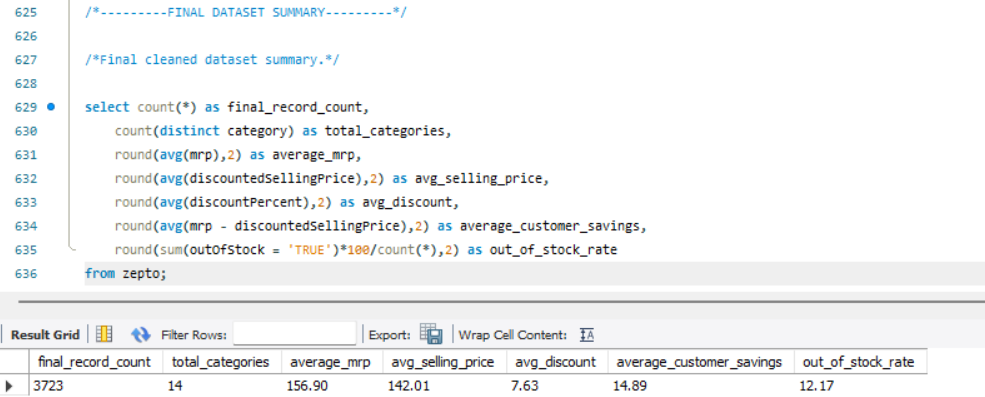 625 /*---------FINAL DATASET SUMMARY---------*/
626
627 /*Final cleaned dataset summary.*/
628
629 select count(*) as final_record_count,
630 count(distinct category) as total_categories,
631 round(avg(mrp),2) as average_mrp,
632 round(avg(discountedSellingPrice),2) as avg_selling_price,
633 round(avg(discountPercent),2) as avg_discount,
634 round(avg(mrp - discountedSellingPrice),2) as average_customer_savings,
635 round(sum(outOfStock = 'TRUE')*100/count(*),2) as out_of_stock_rate
636 from zepto;
Result Grid Filter Rows: Export: Wrap Cell Content: IA
final_record_count total_categories average_mrp avg_selling_price avg_discount average_customer_savings out_of_stock_rate
3723 14 156.90 142.01 7.63 14.89 12.17